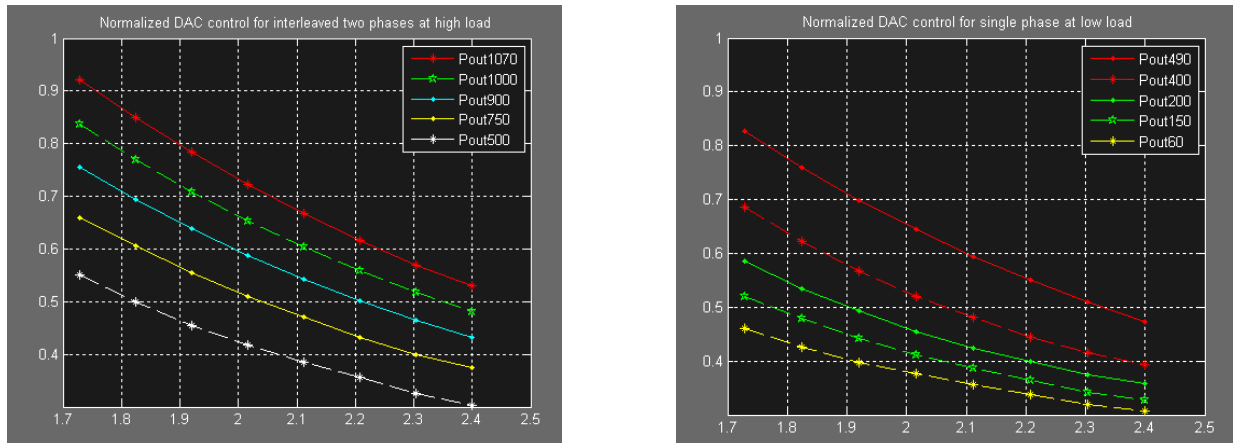 Normalized DAC control for interleaved two phases at high load
1
0.9
0.8
0.7
0.6
0.5
0.4
1.7 1.8 1.9 2 2.1 2.2 2.3 2.4 2.5
Pout1070
Pout1000
Pout900
Pout750
Pout500
Normalized DAC control for single phase at low load
1
0.9
0.8
0.7
0.6
0.5
0.4
1.7 1.8 1.9 2 2.1 2.2 2.3 2.4 2.5
Pout490
Pout400
Pout200
Pout150
Pout60